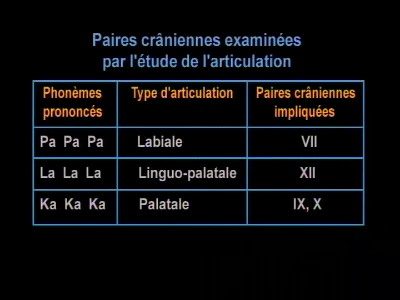 Paires crâniennes examinées
par l'étude de l'articulation
Phonèmes prononcés Type d'articulation Paires crâniennes impliquées
Pa Pa Pa Labiale VII
La La La Linguo-palatale XII
Ka Ka Ka Palatale IX, X